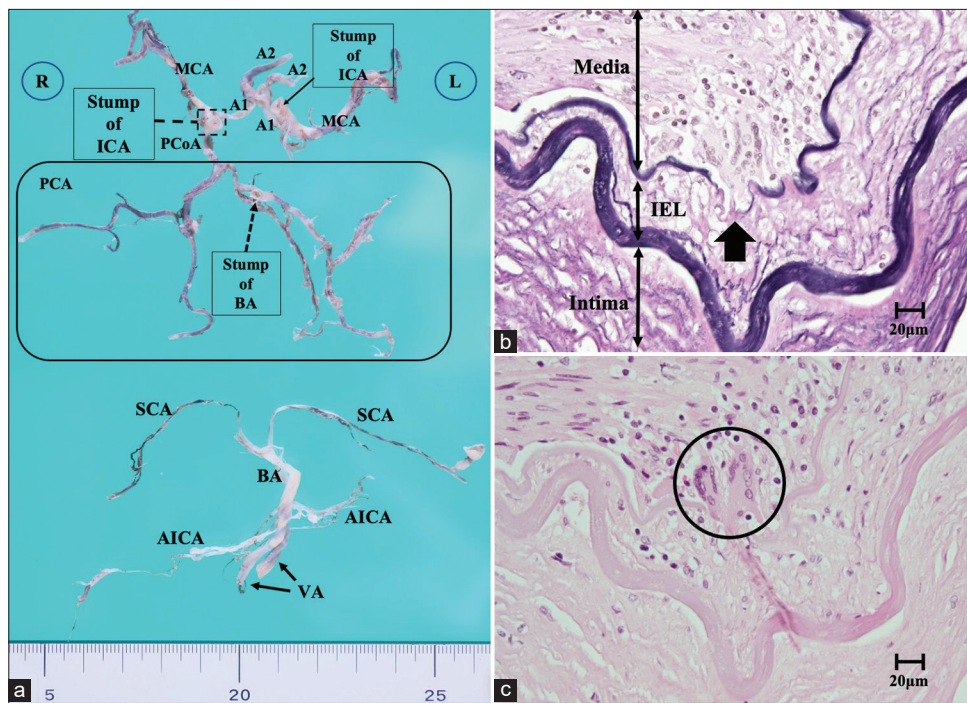 R
L
MCA
A2
A2
Stump
of
ICA
Stump
of
ICA
A1
A1
MCA
PCoA
PCA
Stump
of
BA
SCA
SCA
BA
AICA
AICA
VA
5
20
25
a
Media
IEL
Intima
20μm
b
20μm
c